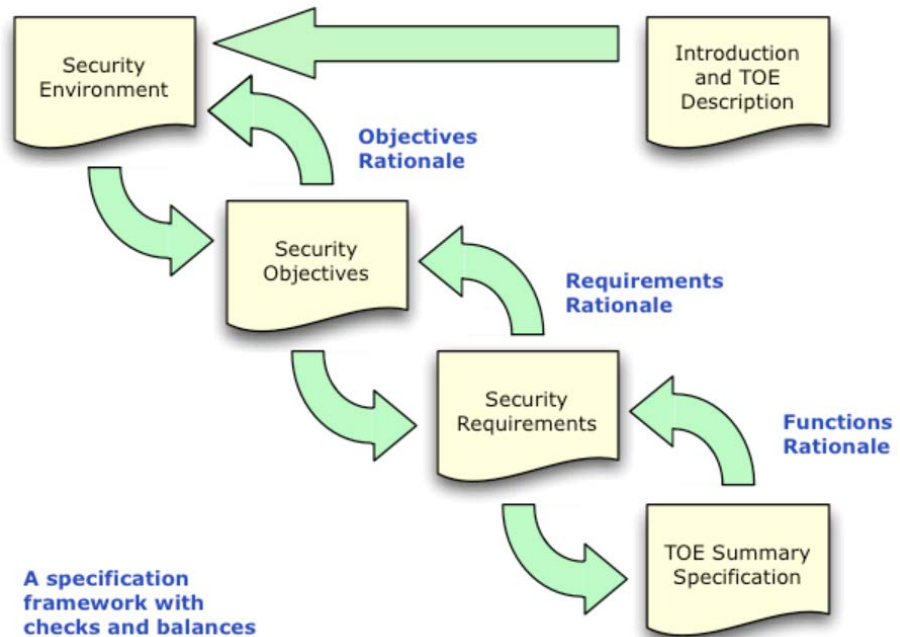 Security
Environment
Introduction
and TOE
Description
Objectives
Rationale
Security
Objectives
Requirements
Rationale
Security
Requirements
Functions
Rationale
TOE Summary
Specification
A specification
framework with
checks and balances